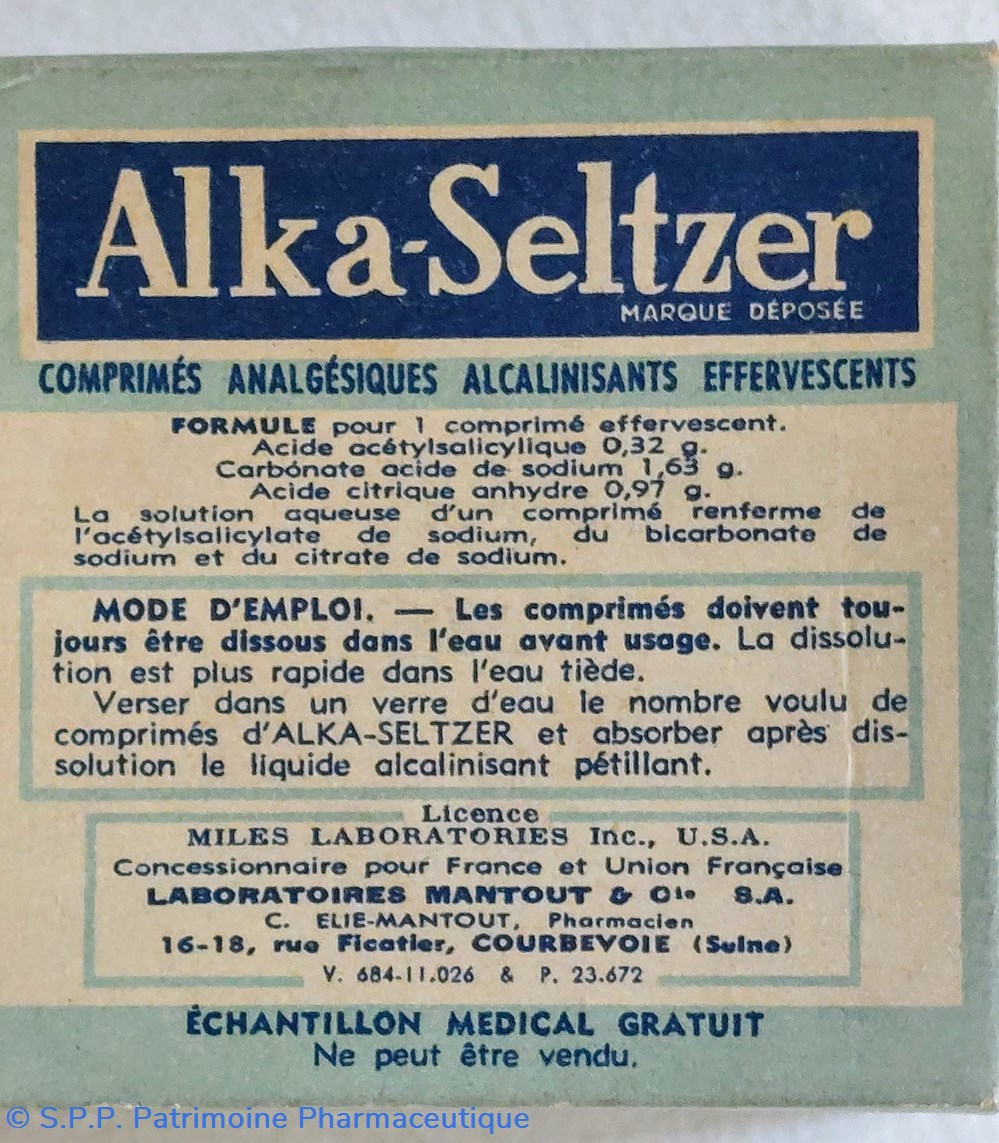 Alka-Seltzer
MARQUE DÉPOSÉE
COMPRIMÉS ANALGÉSIQUES ALCALINISANTS EFFERVESCENTS
FORMULE pour 1 comprimé effervescent.
Acide acétylsalicylique 0,32 g.
Carbonate acide de sodium 1,63 g.
Acide citrique anhydre 0,97 g.
La solution aqueuse d'un comprimé renferme de
l'acétylsalicylate de sodium, du bicarbonate de
sodium et du citrate de sodium.
MODE D'EMPLOI. — Les comprimés doivent tou-
jours être dissous dans l'eau avant usage. La dissolu-
tion est plus rapide dans l'eau tiède.
Verser dans un verre d'eau le nombre voulu de
comprimés d'ALKA-SELTZER et absorber après dis-
solution le liquide alcalinisant pétillant.
Licence
MILES LABORATORIES Inc., U.S.A.
Concessionnaire pour France et Union Française
LABORATOIRES MANTOUT & Cie S.A.
C. ELIE-MANTOUT, Pharmacien
16-18, rue Ficatier, COURBEVOIE (Seine)
V. 684-11.026 & P. 23.672
ÉCHANTILLON MEDICAL GRATUIT
Ne peut être vendu.
© S.P.P. Patrimoine Pharmaceutique